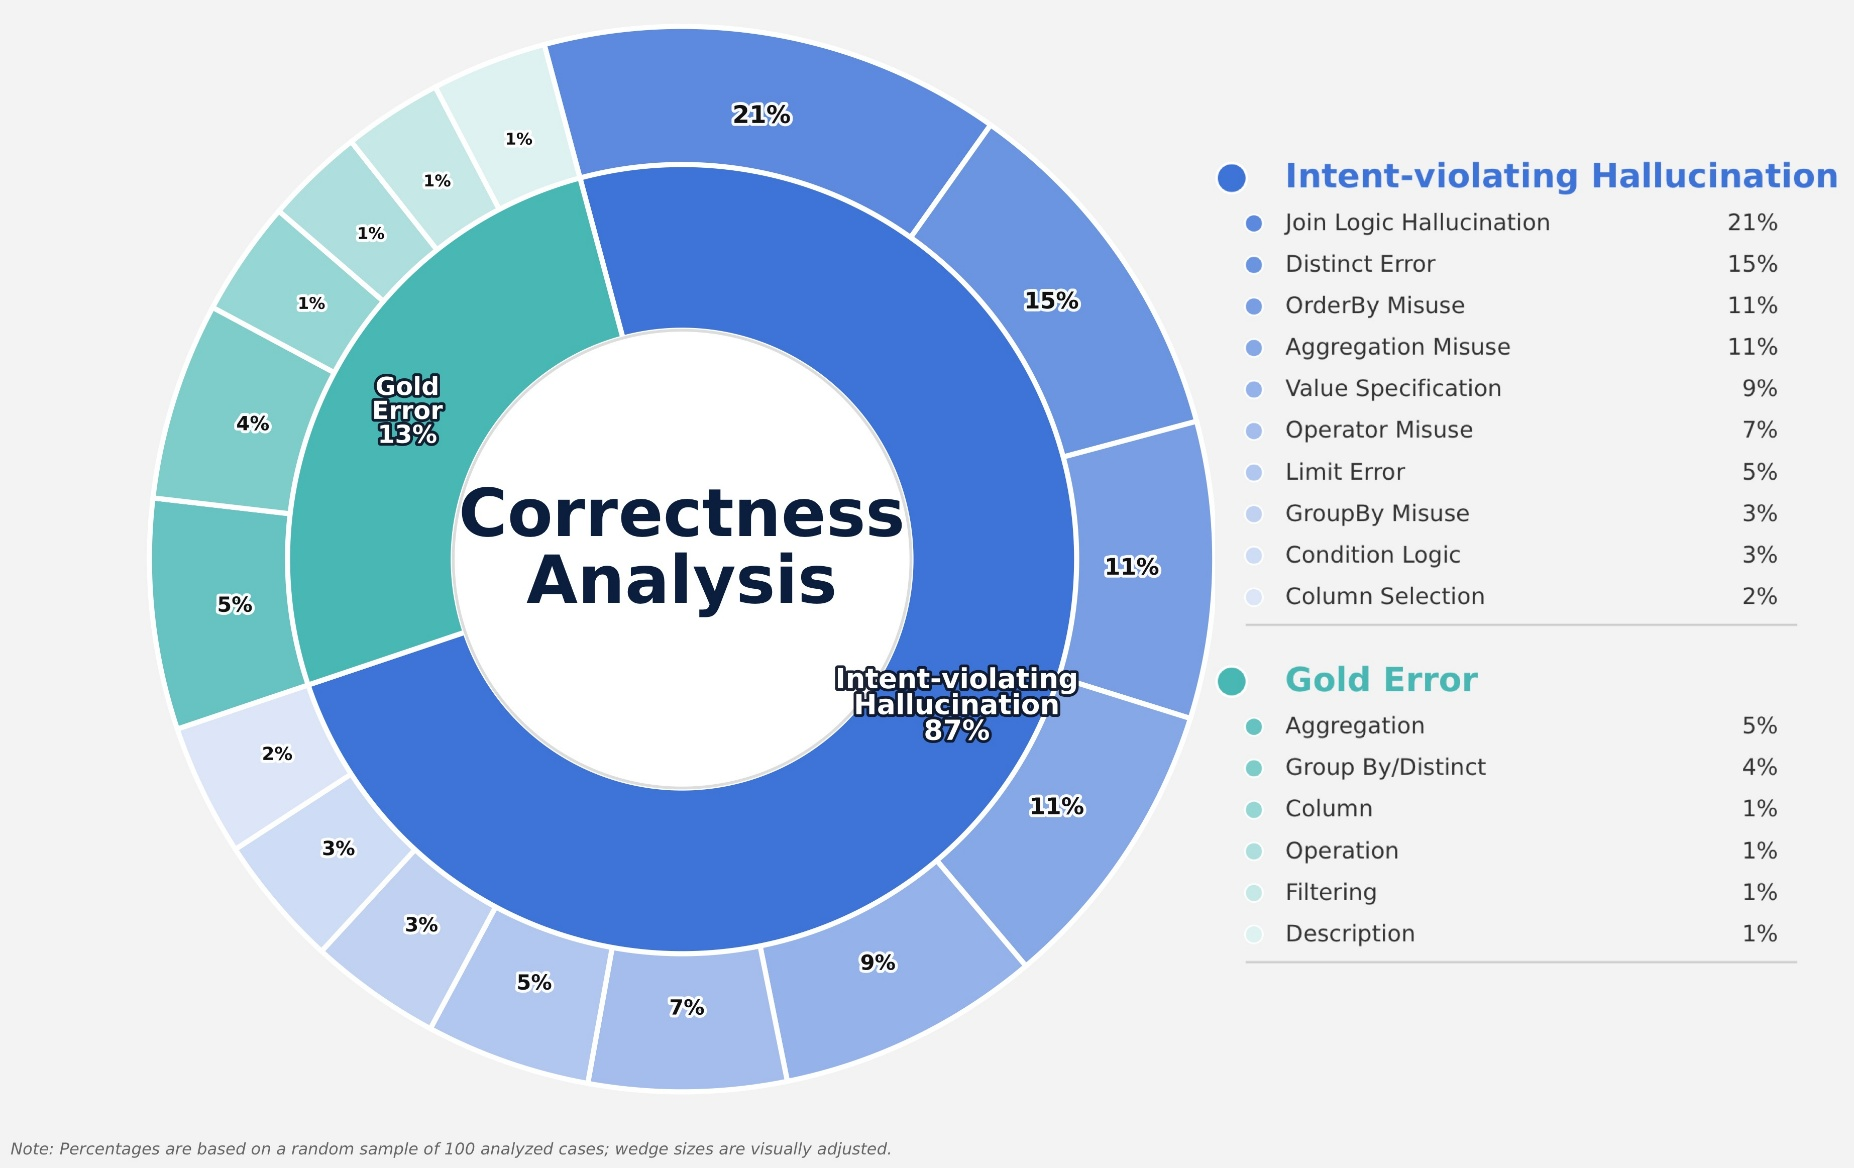 21%
15%
11%
11%
9%
7%
5%
3%
3%
2%
5%
4%
1%
1%
1%
1%
Gold
Error
13%
Intent-violating
Hallucination
87%
Correctness
Analysis
Intent-violating Hallucination
Join Logic Hallucination 21%
Distinct Error 15%
OrderBy Misuse 11%
Aggregation Misuse 11%
Value Specification 9%
Operator Misuse 7%
Limit Error 5%
GroupBy Misuse 3%
Condition Logic 3%
Column Selection 2%
Gold Error
Aggregation 5%
Group By/Distinct 4%
Column 1%
Operation 1%
Filtering 1%
Description 1%
Note: Percentages are based on a random sample of 100 analyzed cases; wedge sizes are visually adjusted.